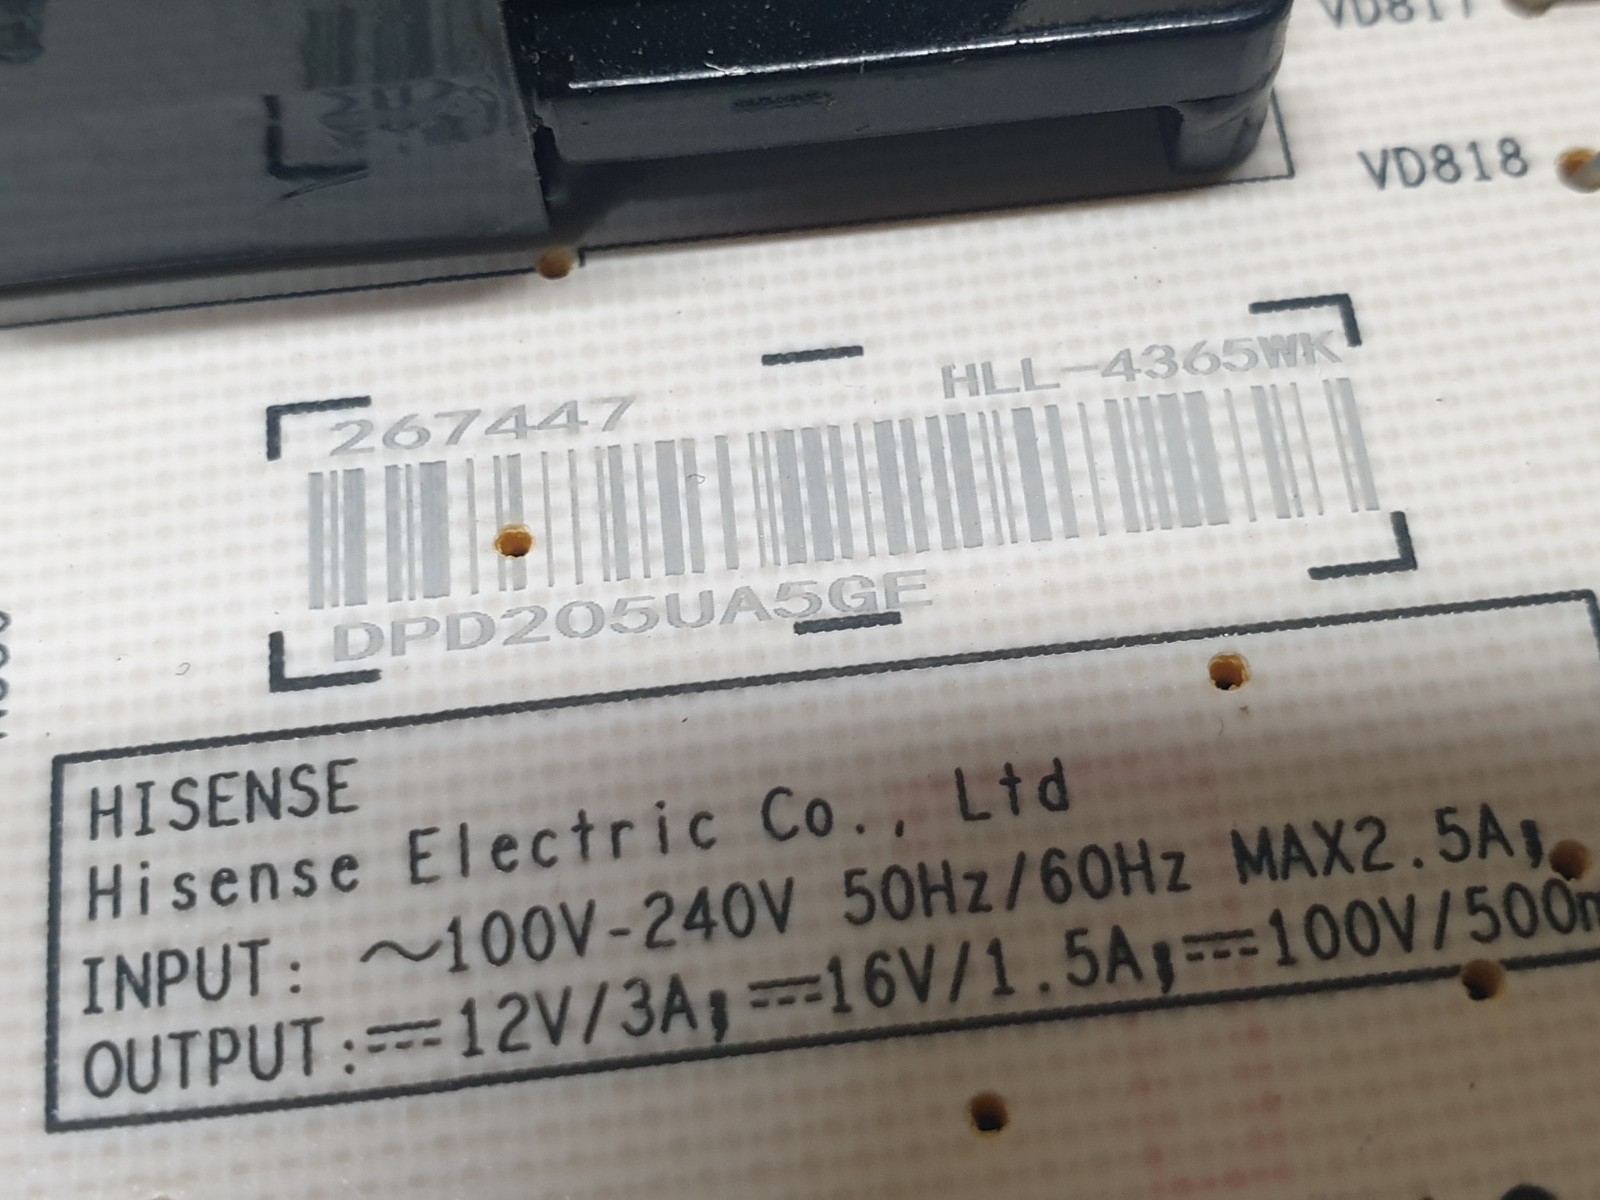 VD817
VD818
267447
HLL-4365WK
DPD205UA5GE
HISENSE
Hisense Electric Co., Ltd
INPUT: ～100V-240V 50Hz/60Hz MAX2.5A;
OUTPUT:⎓12V/3A;⎓16V/1.5A;⎓100V/500m